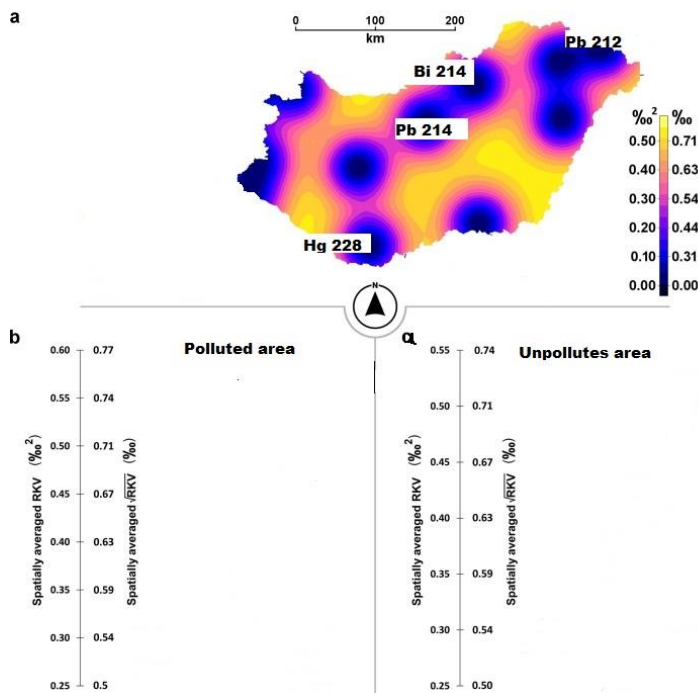 a
0 100 200
km
Pb 212
Bi 214
Pb 214
Hg 228
‰² ‰
0.50 0.71
0.40 0.63
0.30 0.54
0.20 0.44
0.10 0.31
0.00 0.00
N
b
Polluted area
0.60 0.77
0.55 0.74
0.50 0.71
0.45 0.67
0.40 0.63
0.35 0.59
0.30 0.54
0.25 0.5
Spatially averaged RKV (‰²)
Spatially averaged √RKV (‰)
Unpollutes area
0.55 0.74
0.50 0.71
0.45 0.67
0.40 0.63
0.35 0.59
0.30 0.54
0.25 0.50
Spatially averaged RKV (‰²)
Spatially averaged √RKV (‰)